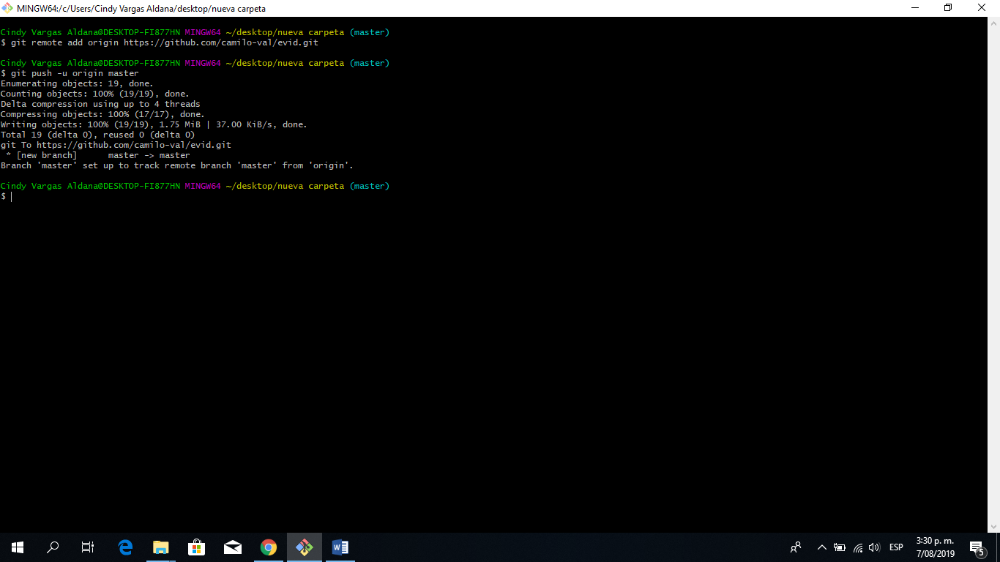 MINGW64:/c/Users/Cindy Vargas Aldana/desktop/nueva carpeta
Cindy Vargas Aldana@DESKTOP-FI877HN MINGW64 ~/desktop/nueva carpeta (master)
$ git remote add origin https://github.com/camilo-val/evid.git
Cindy Vargas Aldana@DESKTOP-FI877HN MINGW64 ~/desktop/nueva carpeta (master)
$ git push -u origin master
Enumerating objects: 19, done.
Counting objects: 100% (19/19), done.
Delta compression using up to 4 threads
Compressing objects: 100% (17/17), done.
Writing objects: 100% (19/19), 1.75 MiB | 37.00 KiB/s, done.
Total 19 (delta 0), reused 0 (delta 0)
git To https://github.com/camilo-val/evid.git
 * [new branch]      master -> master
Branch 'master' set up to track remote branch 'master' from 'origin'.
Cindy Vargas Aldana@DESKTOP-FI877HN MINGW64 ~/desktop/nueva carpeta (master)
$
ESP
3:30 p. m.
7/08/2019
5